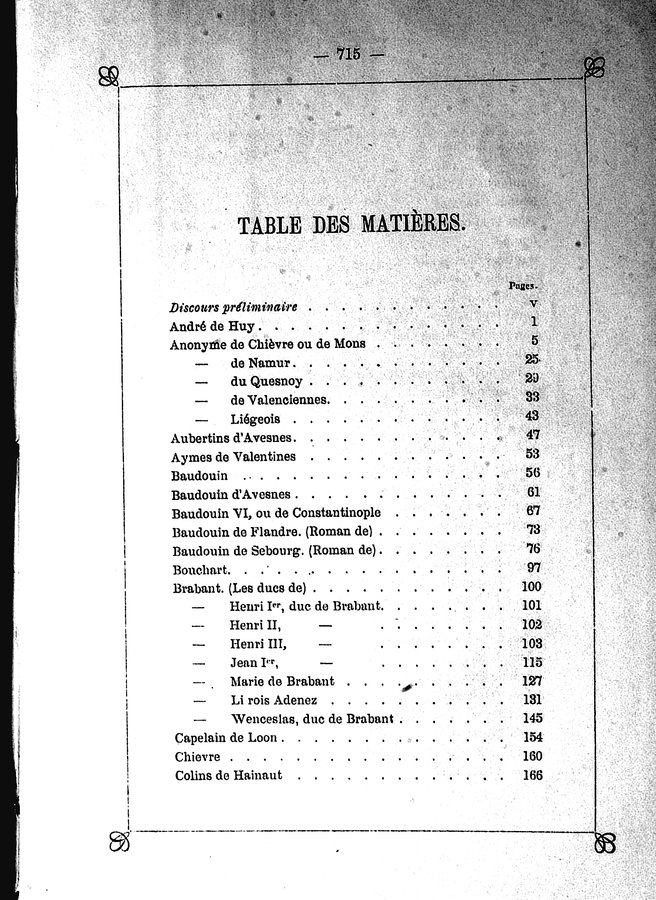 — 715 —
TABLE DES MATIÈRES.
Pages.
Discours préliminaire . . . . . . . . . . . . V
André de Huy. . . . . . . . . . . . . . 1
Anonyme de Chièvre ou de Mons . . . . . . . . 5
— de Namur. . . . . . . . . . . . 25
— du Quesnoy . . . . . . . . . . . 29
— de Valenciennes. . . . . . . . . . 33
— Liégeois . . . . . . . . . . . . 43
Aubertins d'Avesnes. . . . . . . . . . . . 47
Aymes de Valentines . . . . . . . . . . . 53
Baudouin . . . . . . . . . . . . . . 56
Baudouin d'Avesnes . . . . . . . . . . . . 61
Baudouin VI, ou de Constantinople . . . . . . . 67
Baudouin de Flandre. (Roman de) . . . . . . . . 73
Baudouin de Sebourg. (Roman de) . . . . . . . . 76
Bouchart. . . . . . . . . . . . . . . 97
Brabant. (Les ducs de) . . . . . . . . . . . 100
— Henri Ier, duc de Brabant. . . . . . . 101
— Henri II, — . . . . . . . . 102
— Henri III, — . . . . . . . . 103
— Jean Ier, — . . . . . . . . 115
— Marie de Brabant . . . . . . . . . 127
— Li rois Adenez . . . . . . . . . . 131
— Wenceslas, duc de Brabant . . . . . . 145
Capelain de Loon . . . . . . . . . . . . 154
Chievre . . . . . . . . . . . . . . . 160
Colins de Hainaut . . . . . . . . . . . . 166